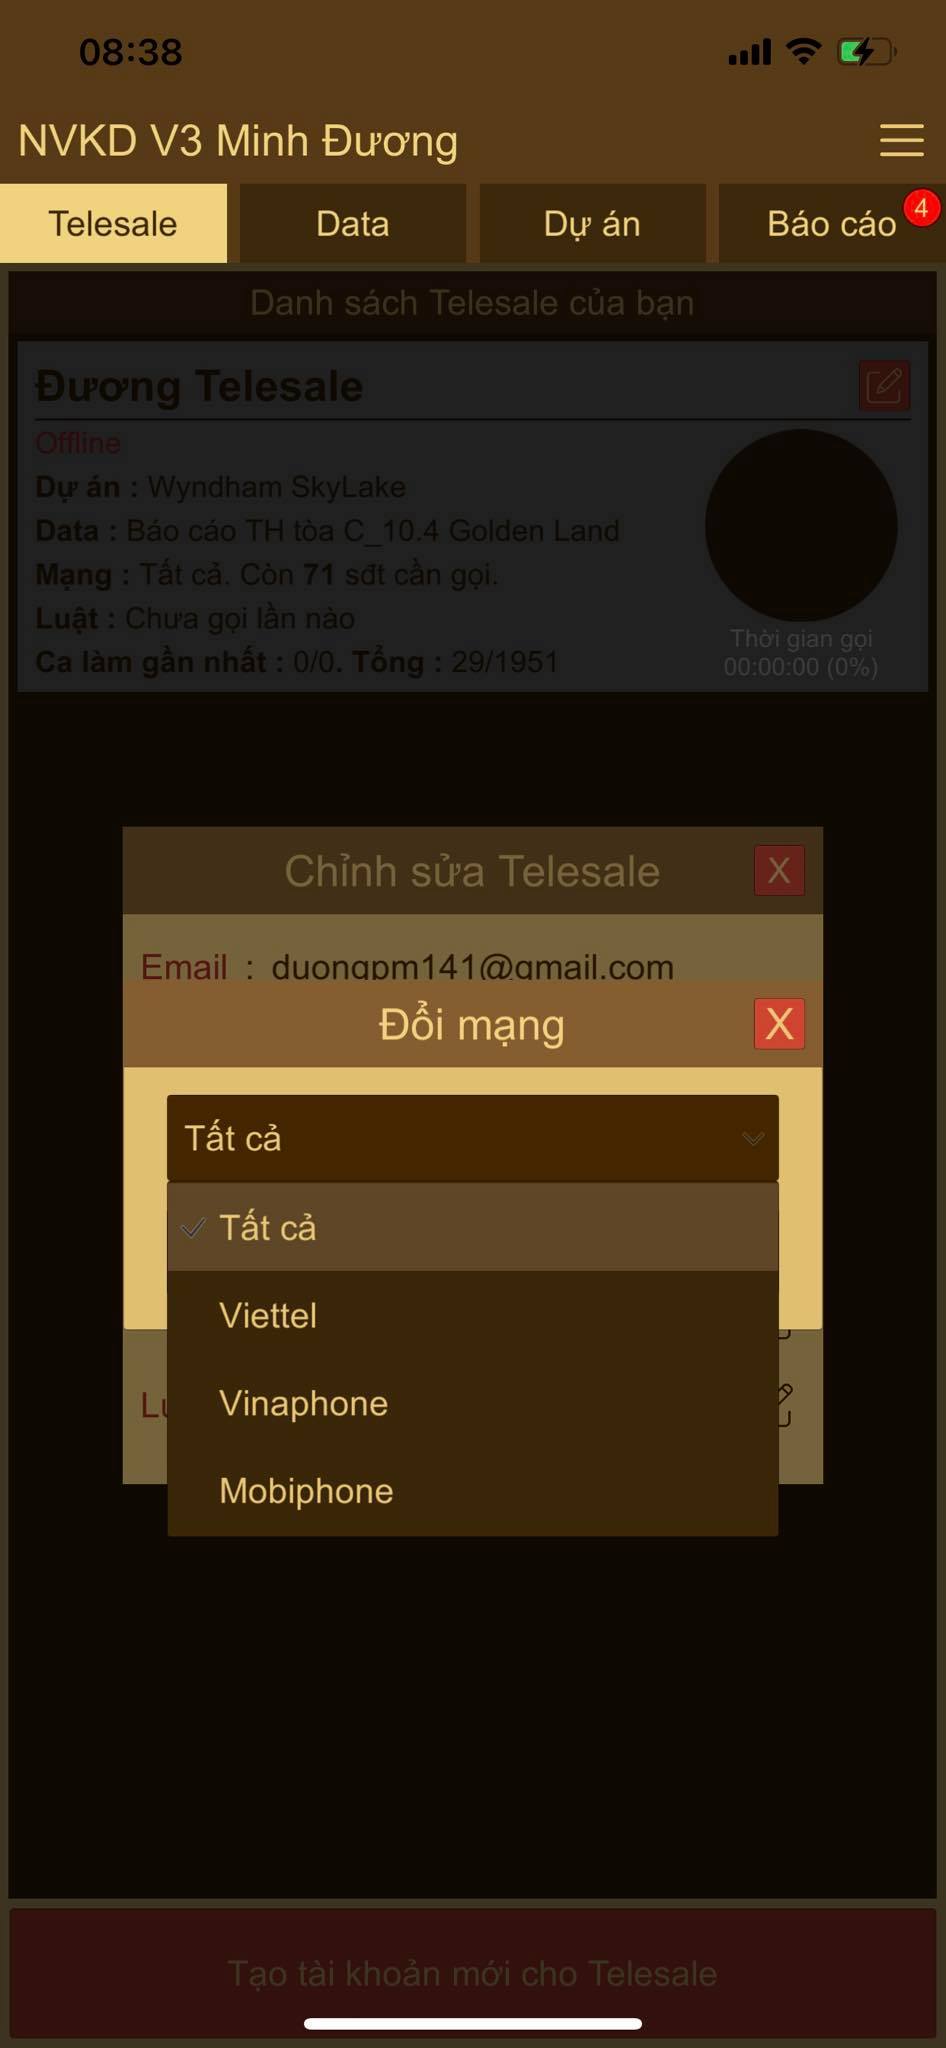 08:38
NVKD V3 Minh Đương
Telesale
Data
Dự án
Báo cáo
4
Danh sách Telesale của bạn
Đương Telesale
Offline
Dự án : Wyndham SkyLake
Data : Báo cáo TH tòa C_10.4 Golden Land
Mạng : Tất cả. Còn 71 sđt cần gọi.
Luật : Chưa gọi lần nào
Ca làm gần nhất : 0/0. Tổng : 29/1951
Thời gian gọi
00:00:00 (0%)
Chỉnh sửa Telesale
X
Email : duongpm141@gmail.com
Đổi mạng
X
Tất cả
Tất cả
Viettel
Vinaphone
Mobiphone
Tạo tài khoản mới cho Telesale